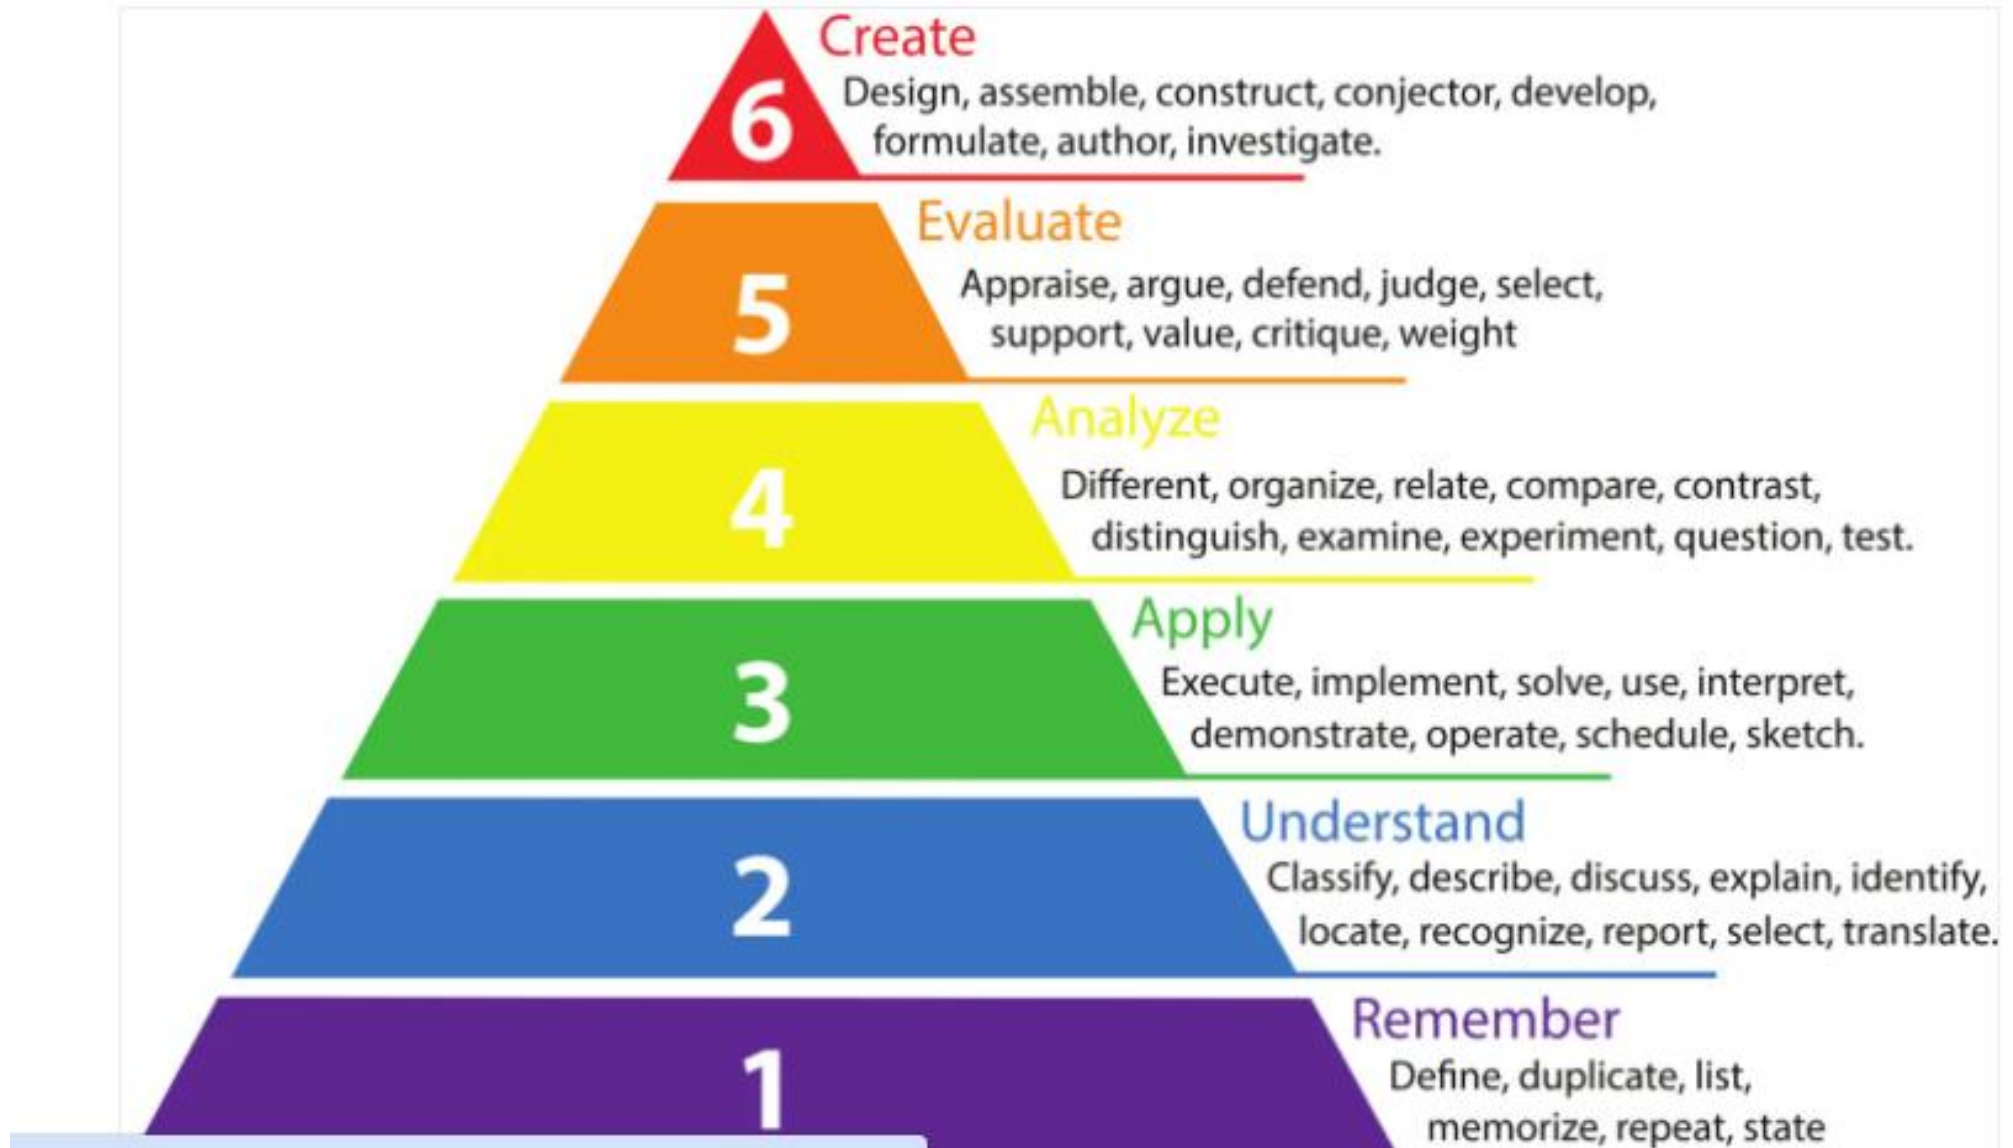 Create
6
Design, assemble, construct, conjector, develop,
formulate, author, investigate.
Evaluate
5
Appraise, argue, defend, judge, select,
support, value, critique, weight
Analyze
4
Different, organize, relate, compare, contrast,
distinguish, examine, experiment, question, test.
Apply
3
Execute, implement, solve, use, interpret,
demonstrate, operate, schedule, sketch.
Understand
2
Classify, describe, discuss, explain, identify,
locate, recognize, report, select, translate.
Remember
1
Define, duplicate, list,
memorize, repeat, state